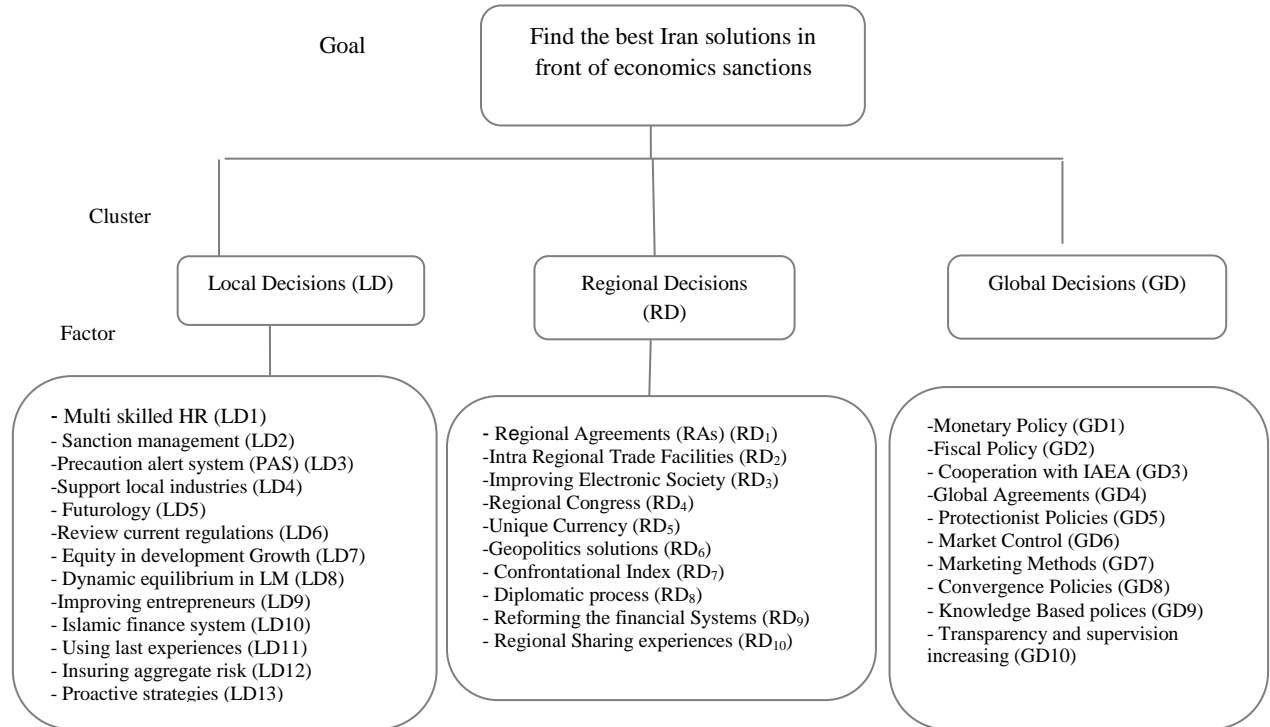 Goal
Find the best Iran solutions in
front of economics sanctions
Cluster
Local Decisions (LD)
Regional Decisions
(RD)
Global Decisions (GD)
Factor
- Multi skilled HR (LD1)
- Sanction management (LD2)
-Precaution alert system (PAS) (LD3)
-Support local industries (LD4)
- Futurology (LD5)
-Review current regulations (LD6)
- Equity in development Growth (LD7)
- Dynamic equilibrium in LM (LD8)
-Improving entrepreneurs (LD9)
- Islamic finance system (LD10)
- Using last experiences (LD11)
- Insuring aggregate risk (LD12)
- Proactive strategies (LD13)
- Regional Agreements (RAs) (RD₁)
-Intra Regional Trade Facilities (RD₂)
-Improving Electronic Society (RD₃)
-Regional Congress (RD₄)
-Unique Currency (RD₅)
-Geopolitics solutions (RD₆)
- Confrontational Index (RD₇)
- Diplomatic process (RD₈)
- Reforming the financial Systems (RD₉)
- Regional Sharing experiences (RD₁₀)
-Monetary Policy (GD1)
-Fiscal Policy (GD2)
- Cooperation with IAEA (GD3)
-Global Agreements (GD4)
- Protectionist Policies (GD5)
- Market Control (GD6)
- Marketing Methods (GD7)
- Convergence Policies (GD8)
- Knowledge Based polices (GD9)
- Transparency and supervision
increasing (GD10)